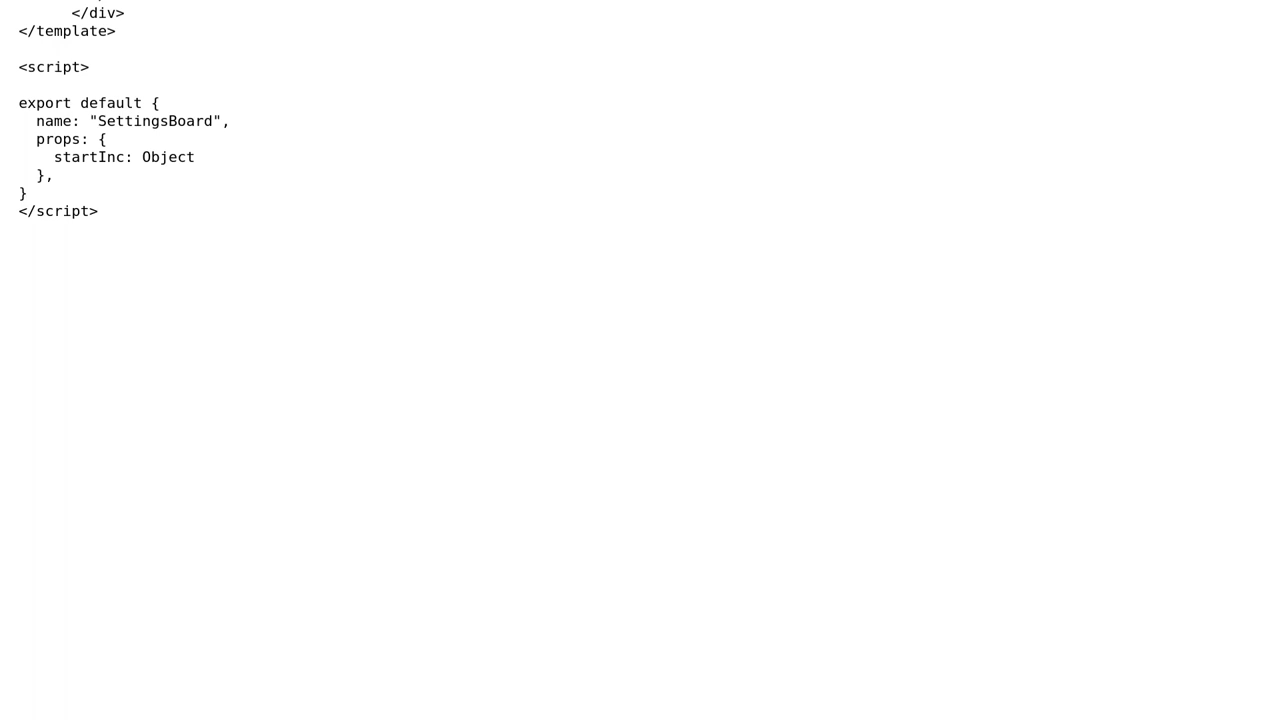 </div>
</template>

<script>

export default {
  name: "SettingsBoard",
  props: {
    startInc: Object
  },
}
</script>